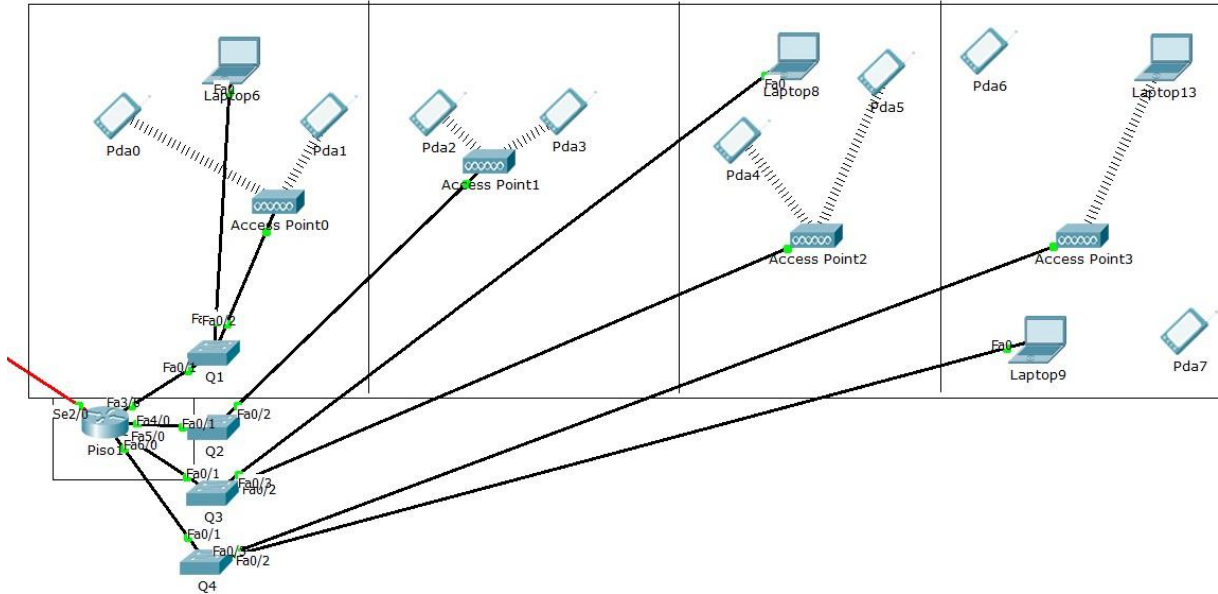 Fa0
Laptop6
Pda0
Pda1
Access Point0
Pda2
Pda3
Access Point1
Fa0
Laptop8
Pda5
Pda4
Access Point2
Pda6
Laptop13
Access Point3
Fa0
Laptop9
Pda7
Fa0/2
Fa0/1
Q1
Se2/0
Fa3/0
Fa4/0
Fa5/0
Fa6/0
Piso1
Fa0/1
Fa0/2
Q2
Fa0/1
Fa0/3
Fa0/2
Q3
Fa0/1
Fa0/2
Q4